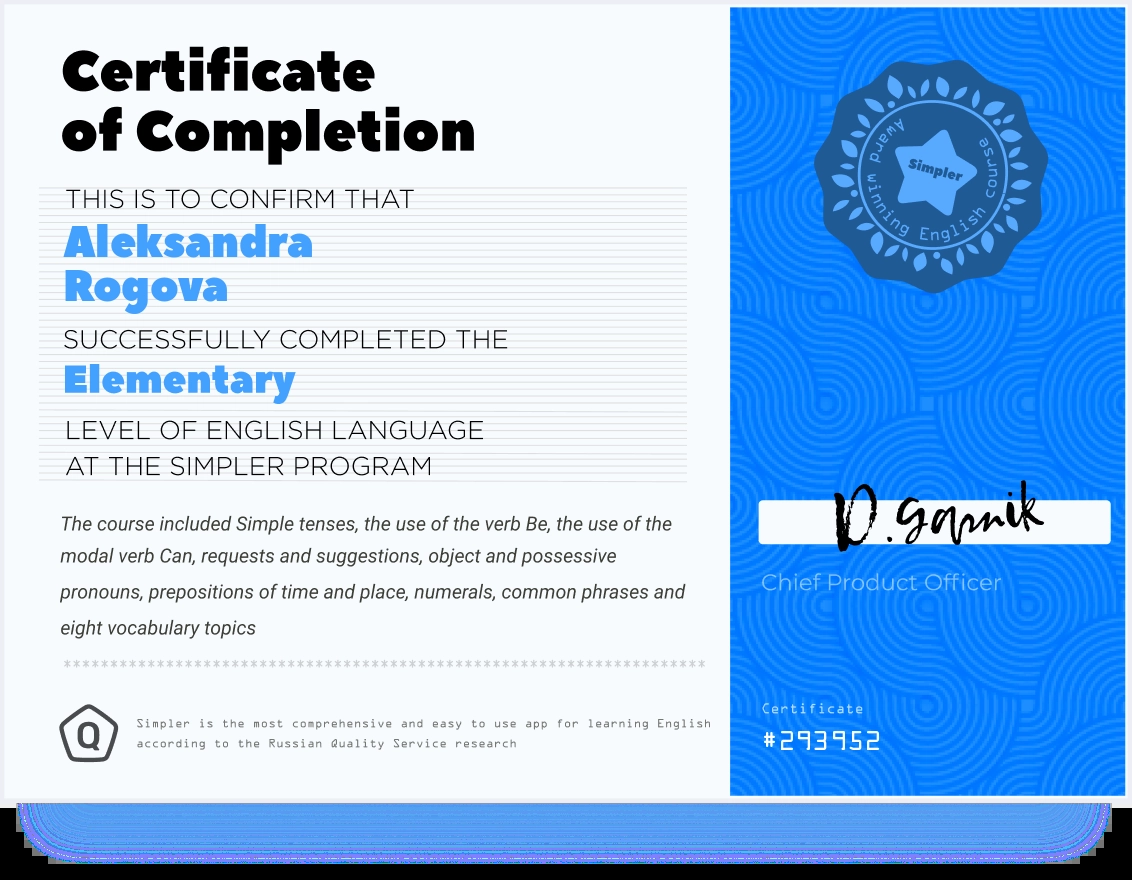 Certificate
of Completion
THIS IS TO CONFIRM THAT
Aleksandra
Rogova
SUCCESSFULLY COMPLETED THE
Elementary
LEVEL OF ENGLISH LANGUAGE
AT THE SIMPLER PROGRAM
The course included Simple tenses, the use of the verb Be, the use of the
modal verb Can, requests and suggestions, object and possessive
pronouns, prepositions of time and place, numerals, common phrases and
eight vocabulary topics
**********************************************************************
Q
Simpler is the most comprehensive and easy to use app for learning English
according to the Russian Quality Service research
Award winning English course
Simpler
D. Garnik
Chief Product Officer
Certificate
#293952